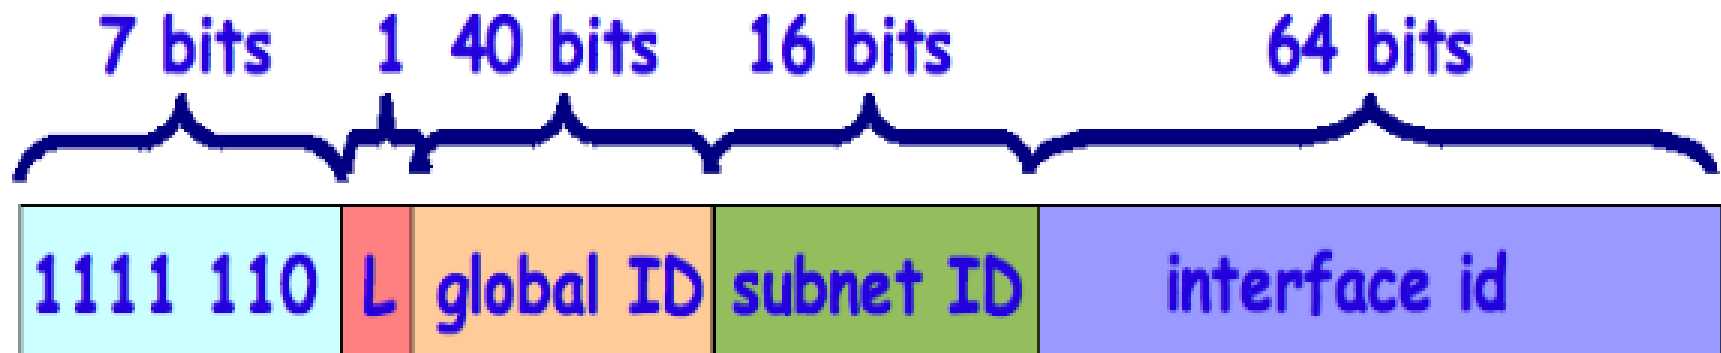 7 bits 1 40 bits 16 bits 64 bits
1111 110 L global ID subnet ID interface id